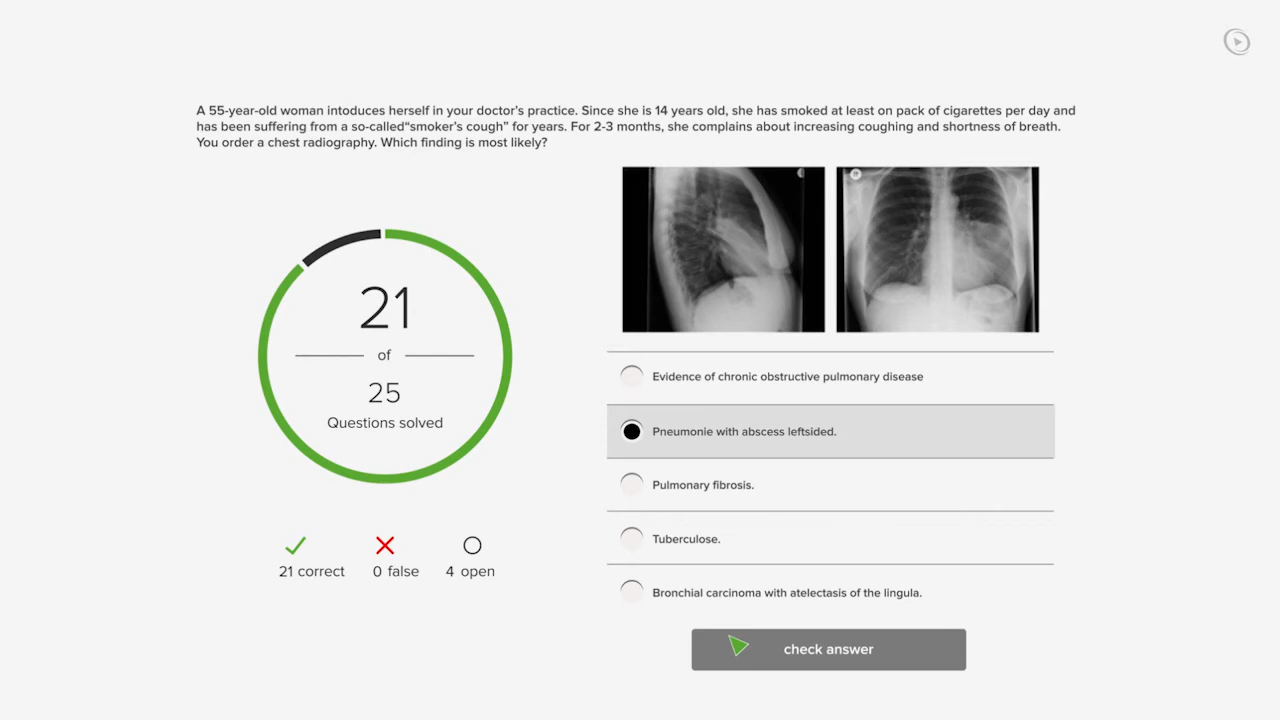 A 55-year-old woman intoduces herself in your doctor's practice. Since she is 14 years old, she has smoked at least on pack of cigarettes per day and
has been suffering from a so-called“smoker's cough” for years. For 2-3 months, she complains about increasing coughing and shortness of breath.
You order a chest radiography. Which finding is most likely?
21
of
25
Questions solved
21 correct
0 false
4 open
Evidence of chronic obstructive pulmonary disease
Pneumonie with abscess leftsided.
Pulmonary fibrosis.
Tuberculose.
Bronchial carcinoma with atelectasis of the lingula.
check answer